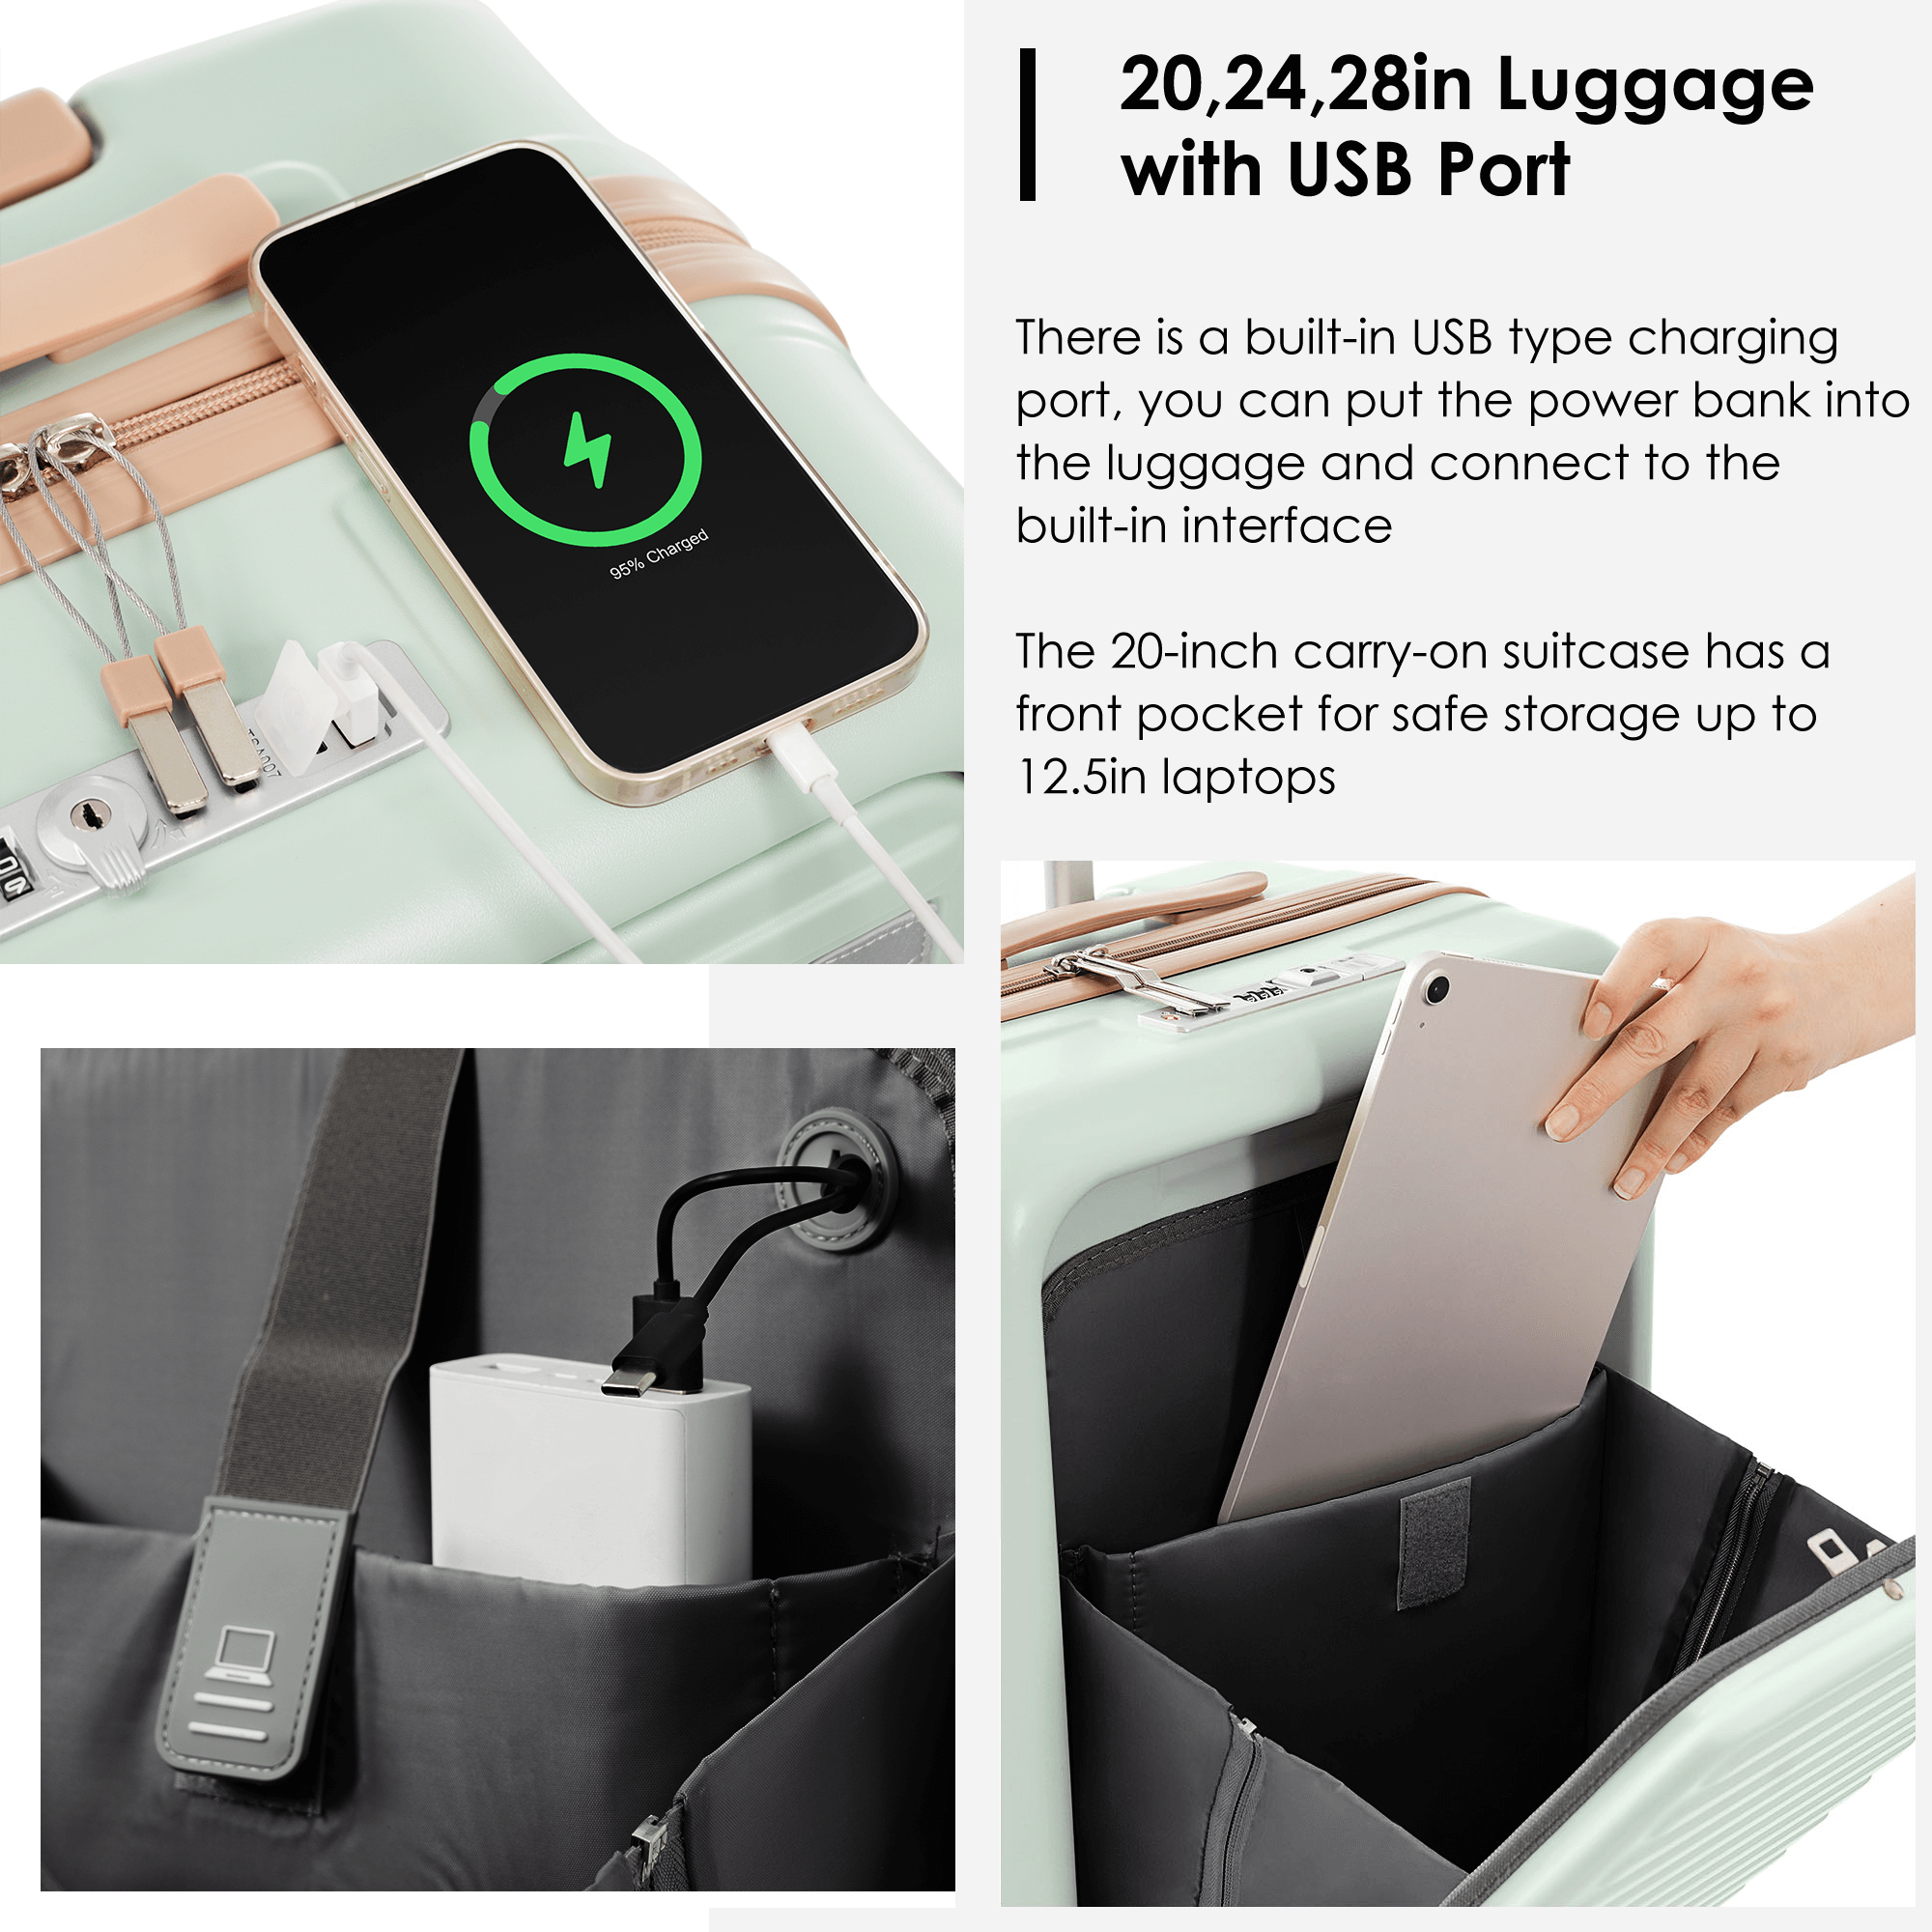 20,24,28in Luggage
with USB Port
There is a built-in USB type charging
port, you can put the power bank into
the luggage and connect to the
built-in interface
The 20-inch carry-on suitcase has a
front pocket for safe storage up to
12.5in laptops
95% Charged
TSA007